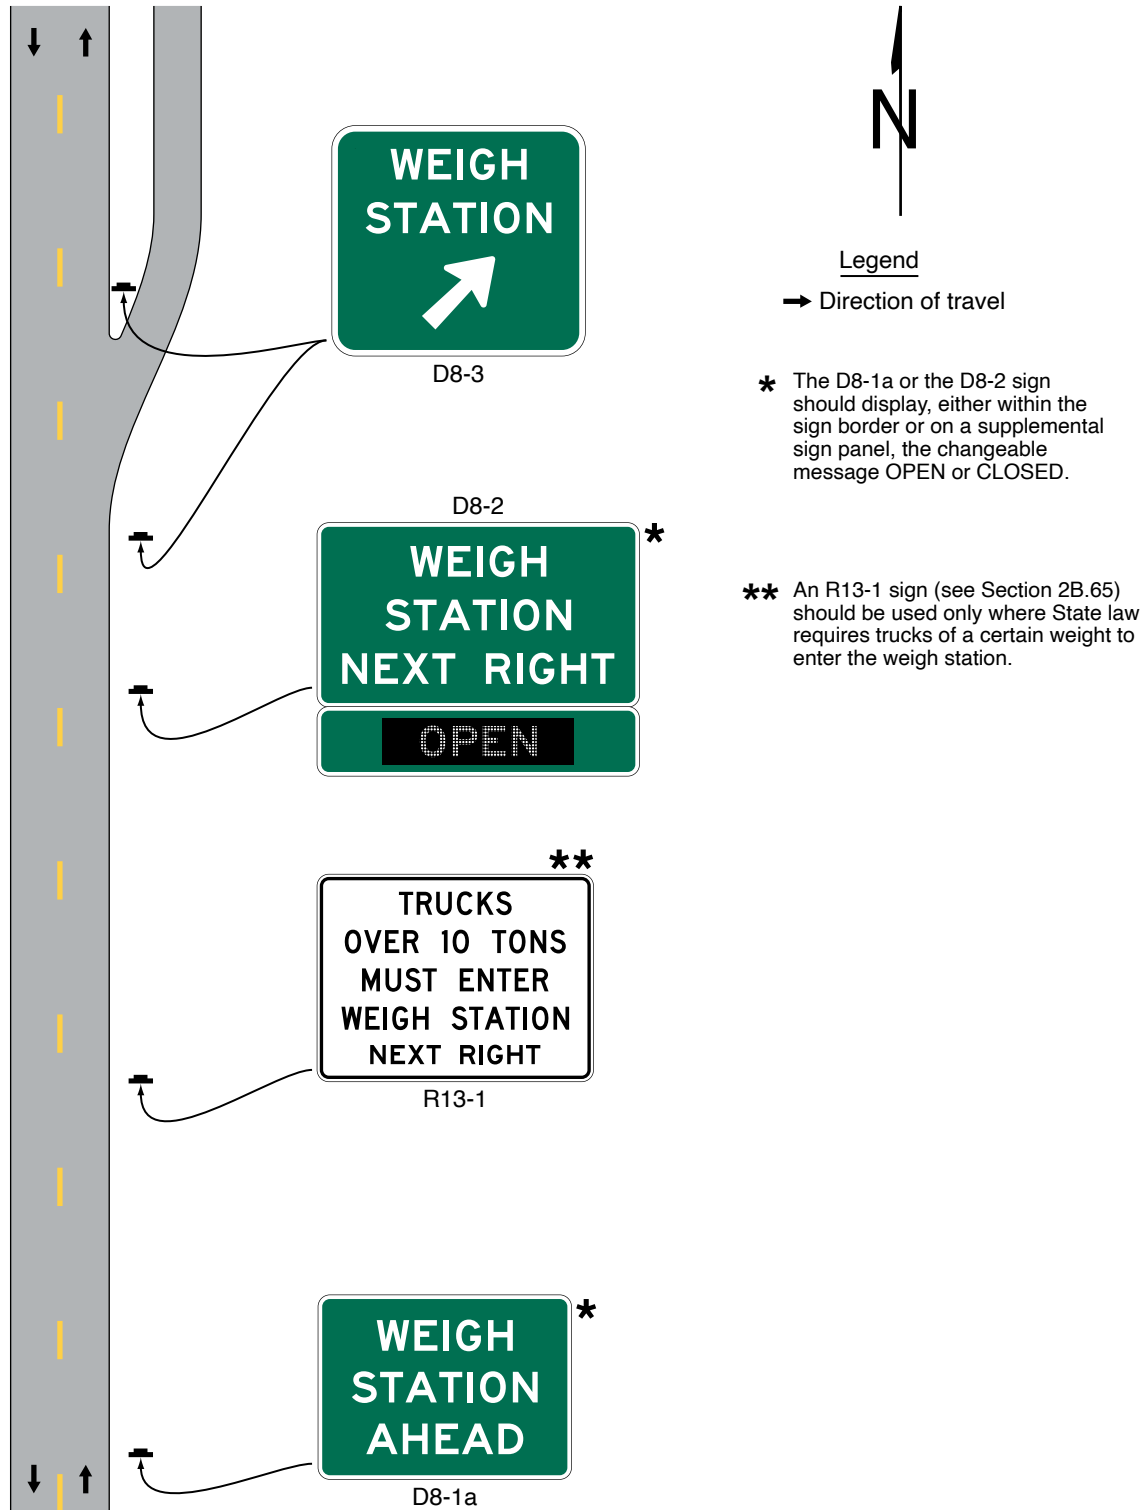 WEIGH
STATION
D8-3
N
Legend
Direction of travel
* The D8-1a or the D8-2 sign
should display, either within the
sign border or on a supplemental
sign panel, the changeable
message OPEN or CLOSED.
** An R13-1 sign (see Section 2B.65)
should be used only where State law
requires trucks of a certain weight to
enter the weigh station.
D8-2
*
WEIGH
STATION
NEXT RIGHT
OPEN
**
TRUCKS
OVER 10 TONS
MUST ENTER
WEIGH STATION
NEXT RIGHT
R13-1
*
WEIGH
STATION
AHEAD
D8-1a